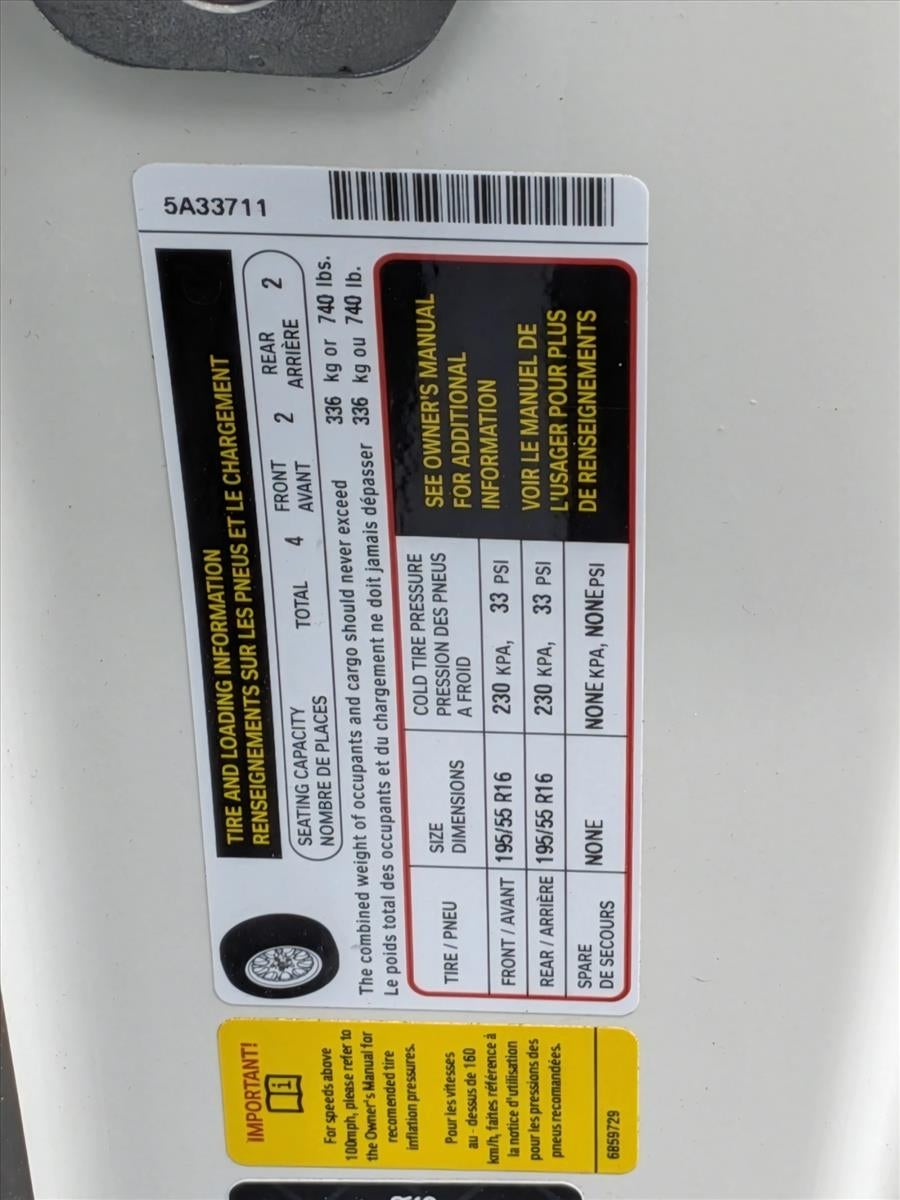 5A33711
TIRE AND LOADING INFORMATION
RENSEIGNEMENTS SUR LES PNEUS ET LE CHARGEMENT
SEATING CAPACITY TOTAL 4 FRONT 2 REAR 2
NOMBRE DE PLACES AVANT ARRIÈRE
The combined weight of occupants and cargo should never exceed 336 kg or 740 lbs.
Le poids total des occupants et du chargement ne doit jamais dépasser 336 kg ou 740 lb.
TIRE / PNEU
SIZE
DIMENSIONS
COLD TIRE PRESSURE
PRESSION DES PNEUS
A FROID
FRONT / AVANT 195/55 R16 230 KPA, 33 PSI
REAR / ARRIÈRE 195/55 R16 230 KPA, 33 PSI
SPARE
DE SECOURS
NONE NONE KPA, NONE PSI
SEE OWNER'S MANUAL
FOR ADDITIONAL
INFORMATION
VOIR LE MANUEL DE
L'USAGER POUR PLUS
DE RENSEIGNEMENTS
IMPORTANT!
i
For speeds above
100mph, please refer to
the Owner's Manual for
recomended tire
inflation pressures.
Pour les vitesses
au - dessus de 160
km/h, faites référence à
la notice d'utilisation
pour les pressions des
pneus recomandées.
6859729